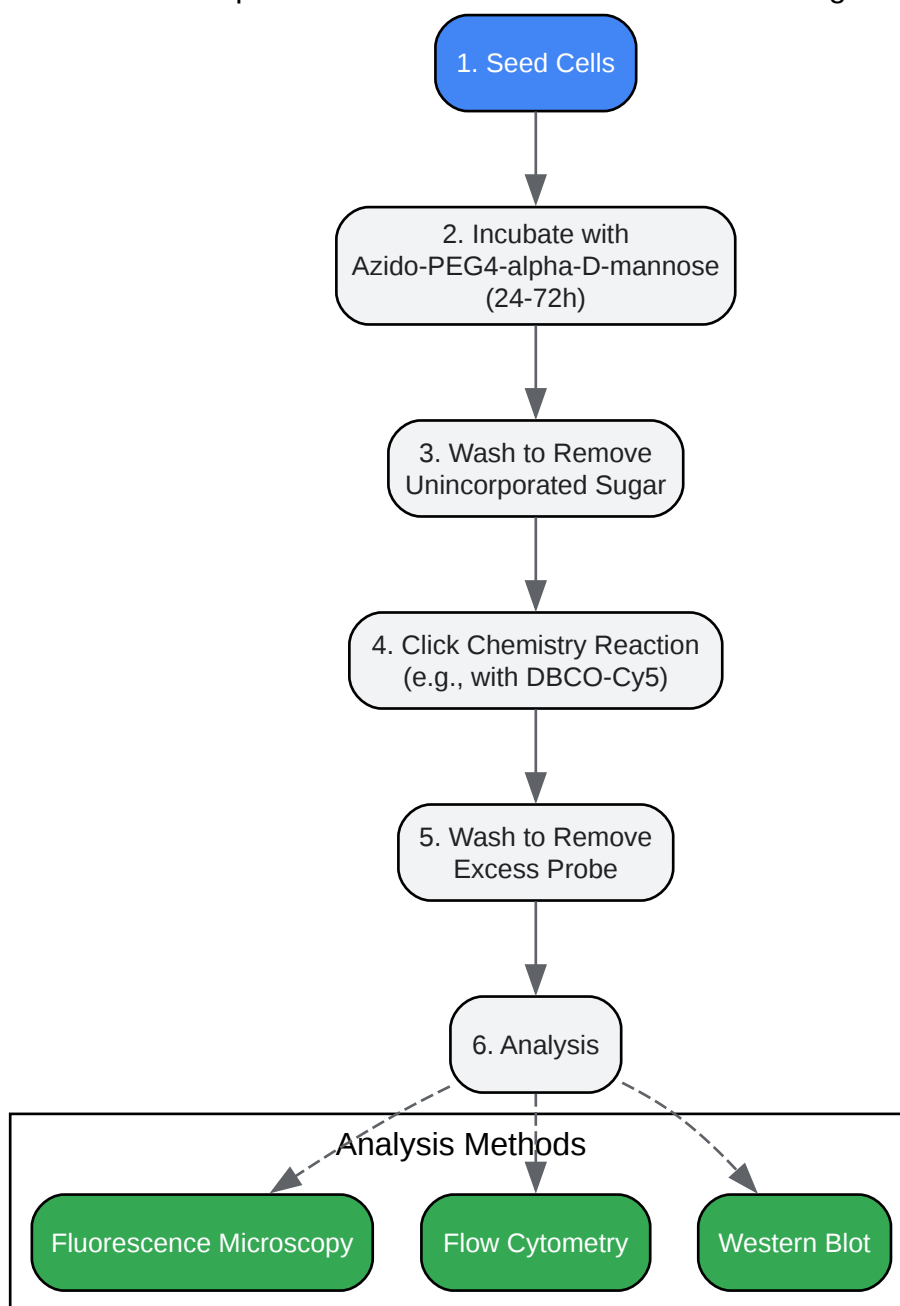 1. Seed Cells
2. Incubate with
Azido-PEG4-alpha-D-mannose
(24-72h)
3. Wash to Remove
Unincorporated Sugar
4. Click Chemistry Reaction
(e.g., with DBCO-Cy5)
5. Wash to Remove
Excess Probe
6. Analysis
Analysis Methods
Fluorescence Microscopy
Flow Cytometry
Western Blot